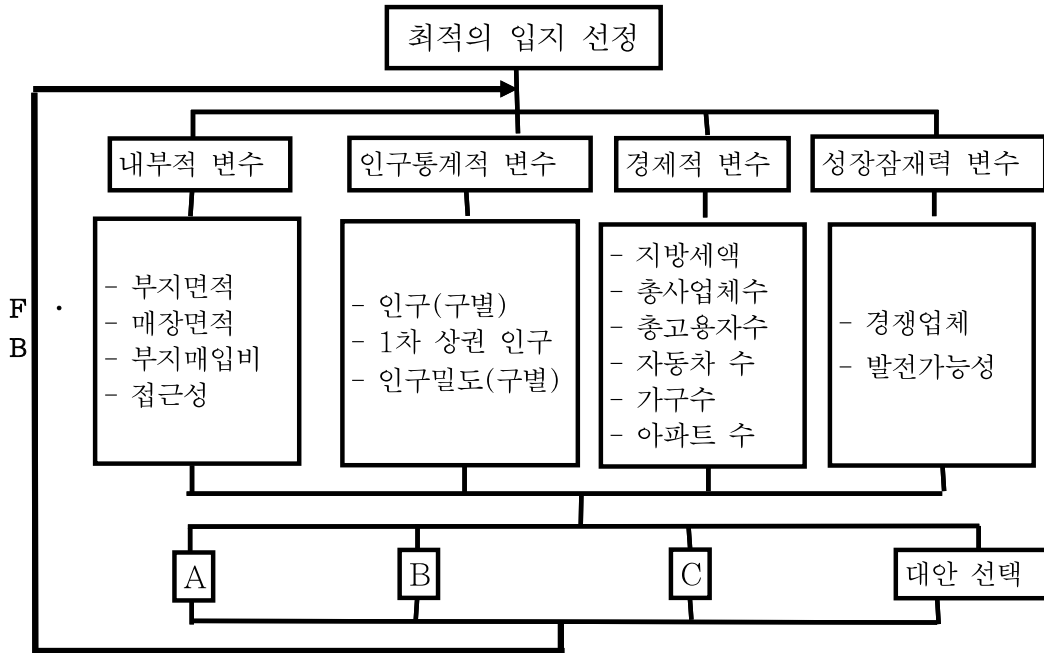 최적의 입지 선정
내부적 변수
인구통계적 변수
경제적 변수
성장잠재력 변수
- 부지면적
- 매장면적
- 부지매입비
- 접근성
- 인구(구별)
- 1차 상권 인구
- 인구밀도(구별)
- 지방세액
- 총사업체수
- 총고용자수
- 자동차 수
- 가구수
- 아파트 수
- 경쟁업체
- 발전가능성
F ·
B
A
B
C
대안 선택